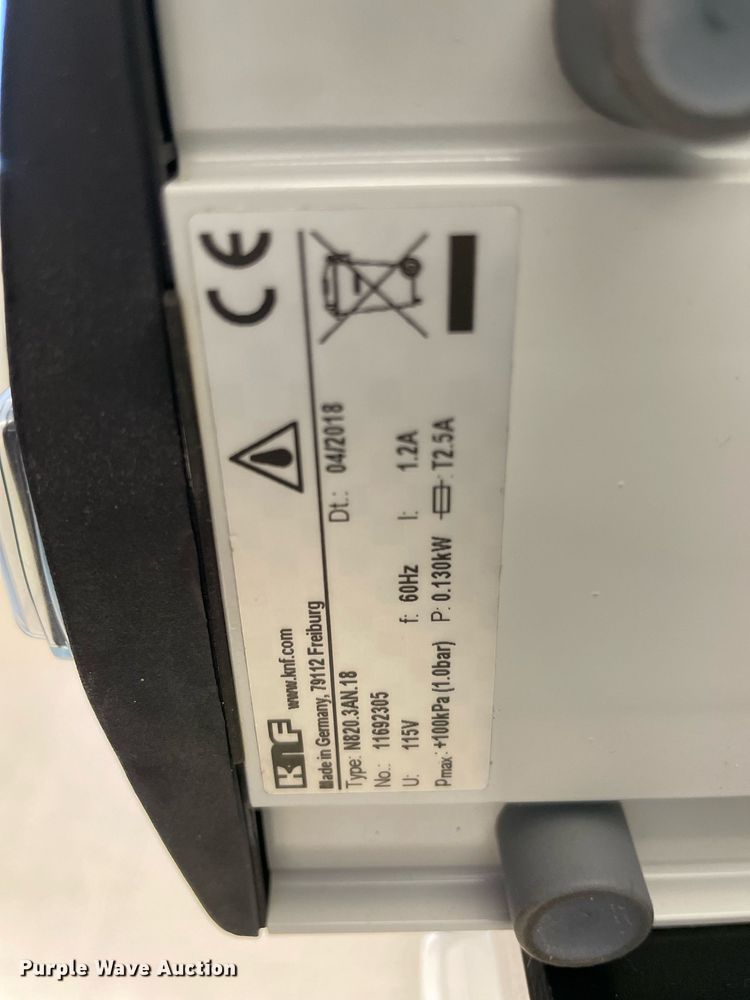 CE
KNF www.knf.com
Made in Germany, 79112 Freiburg
Type: N820.3AN.18 Dt.: 04/2018
No.: 11692305
U: 115V f: 60Hz I: 1.2A
Pmax: +100kPa (1.0bar) P: 0.130kW : T2.5A
Purple Wave Auction